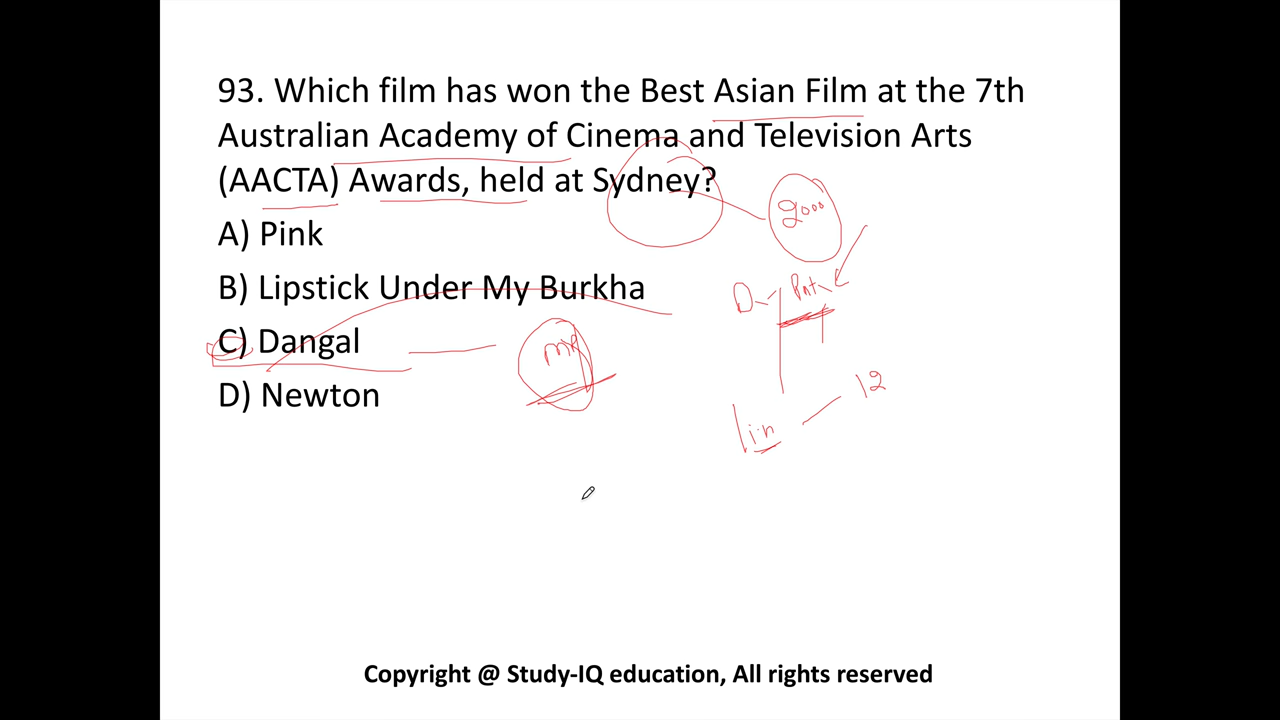 93. Which film has won the Best Asian Film at the 7th
Australian Academy of Cinema and Television Arts
(AACTA) Awards, held at Sydney?
2000
A) Pink
B) Lipstick Under My Burkha
D
C) Dangal
D) Newton
12
Copyright @ Study-IQ education, All rights reserved